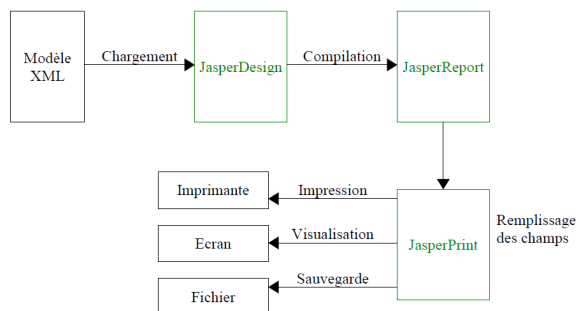 Modèle
XML
Chargement
JasperDesign
Compilation
JasperReport
Imprimante
Impression
Ecran
Visualisation
JasperPrint
Remplissage
des champs
Fichier
Sauvegarde